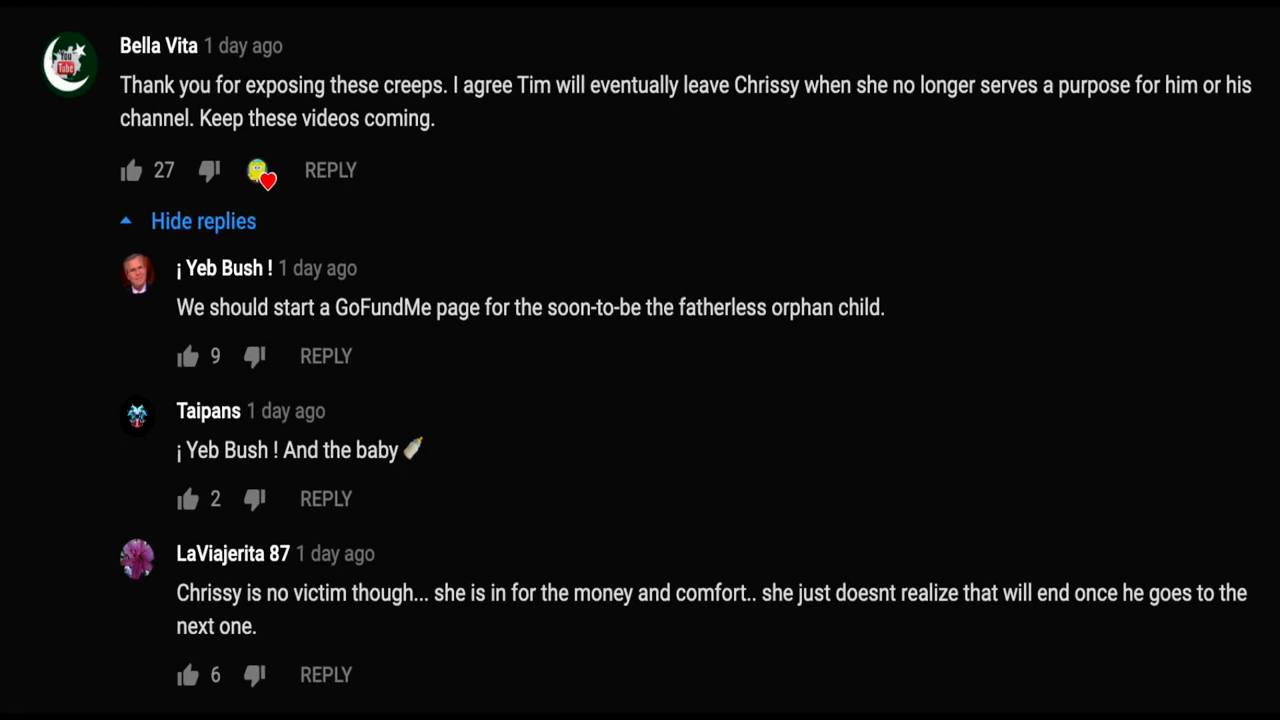 Bella Vita 1 day ago
Thank you for exposing these creeps. I agree Tim will eventually leave Chrissy when she no longer serves a purpose for him or his
channel. Keep these videos coming.
27 REPLY
Hide replies
¡ Yeb Bush ! 1 day ago
We should start a GoFundMe page for the soon-to-be the fatherless orphan child.
9 REPLY
Taipans 1 day ago
¡ Yeb Bush ! And the baby 🍼
2 REPLY
LaViajerita 87 1 day ago
Chrissy is no victim though... she is in for the money and comfort.. she just doesnt realize that will end once he goes to the
next one.
6 REPLY
You
Tube